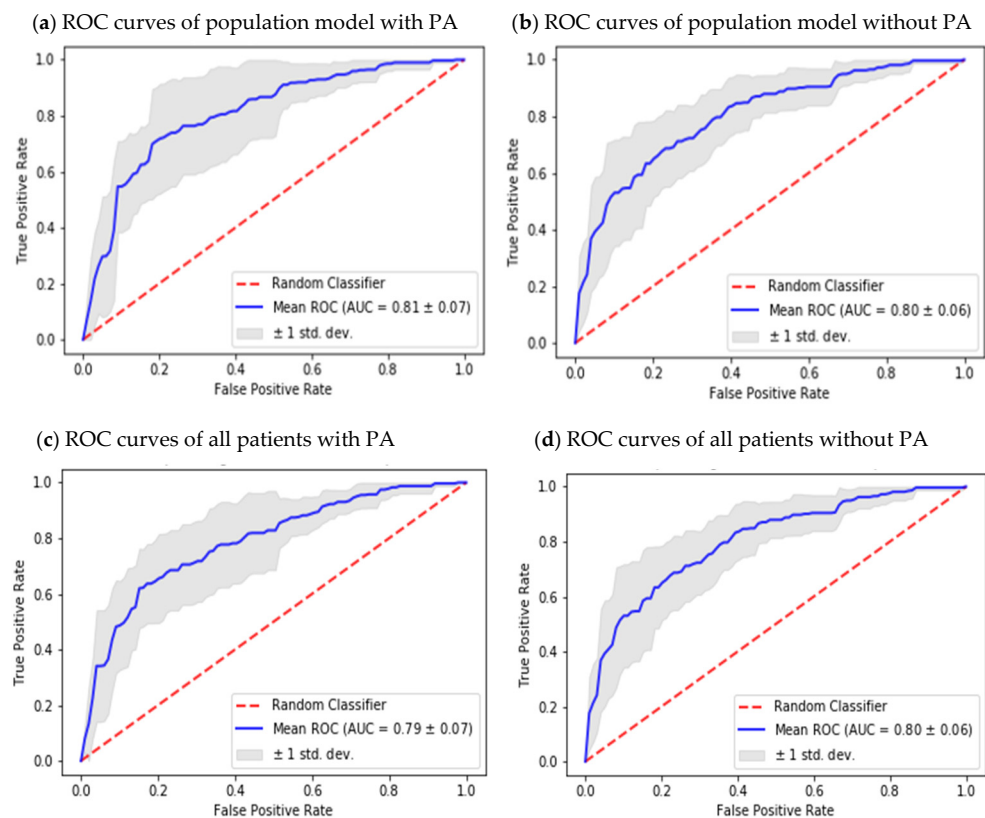 (a) ROC curves of population model with PA
1.0
0.8
0.6
0.4
0.2
0.0
True Positive Rate
Random Classifier
Mean ROC (AUC = 0.81 ± 0.07)
± 1 std. dev.
0.0 0.2 0.4 0.6 0.8 1.0
False Positive Rate
(b) ROC curves of population model without PA
1.0
0.8
0.6
0.4
0.2
0.0
True Positive Rate
Random Classifier
Mean ROC (AUC = 0.80 ± 0.06)
± 1 std. dev.
0.0 0.2 0.4 0.6 0.8 1.0
False Positive Rate
(c) ROC curves of all patients with PA
1.0
0.8
0.6
0.4
0.2
0.0
True Positive Rate
Random Classifier
Mean ROC (AUC = 0.79 ± 0.07)
± 1 std. dev.
0.0 0.2 0.4 0.6 0.8 1.0
False Positive Rate
(d) ROC curves of all patients without PA
1.0
0.8
0.6
0.4
0.2
0.0
True Positive Rate
Random Classifier
Mean ROC (AUC = 0.80 ± 0.06)
± 1 std. dev.
0.0 0.2 0.4 0.6 0.8 1.0
False Positive Rate